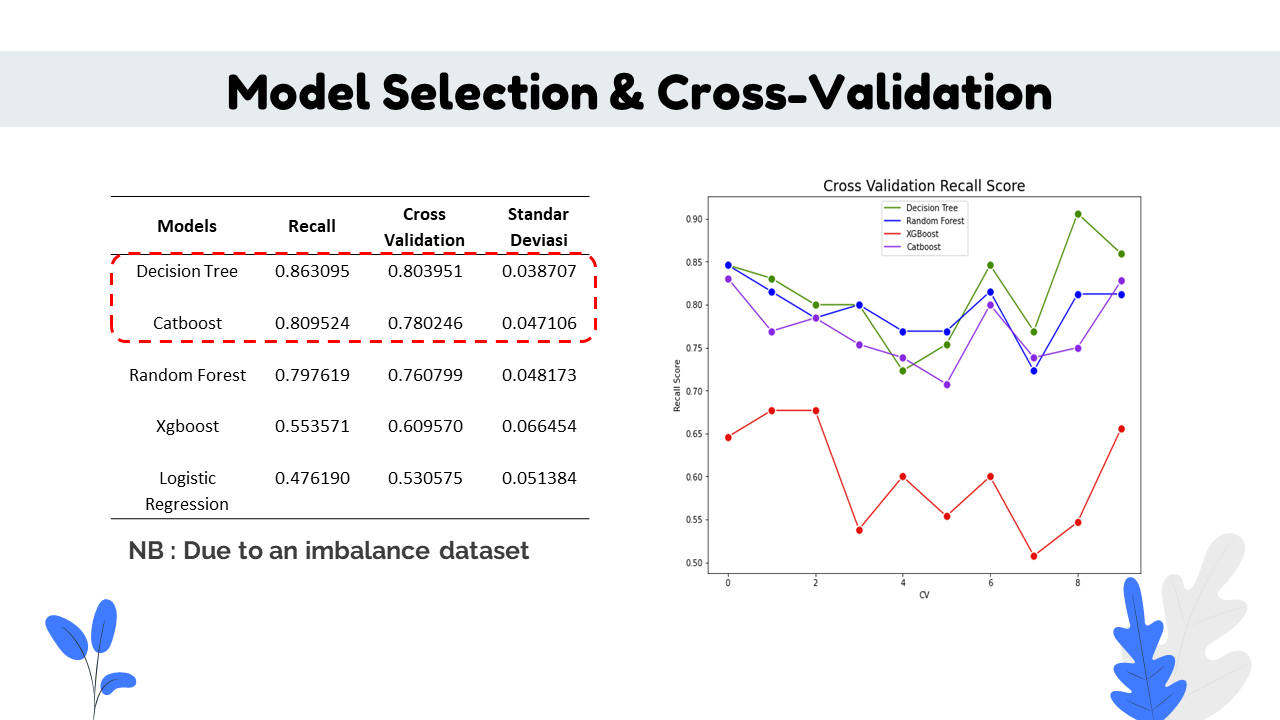 Model Selection & Cross-Validation
Models Recall Cross Validation Standar Deviasi
Decision Tree 0.863095 0.803951 0.038707
Catboost 0.809524 0.780246 0.047106
Random Forest 0.797619 0.760799 0.048173
Xgboost 0.553571 0.609570 0.066454
Logistic Regression 0.476190 0.530575 0.051384
NB : Due to an imbalance dataset
Cross Validation Recall Score
Decision Tree
Random Forest
XGBoost
Catboost
Recall Score
0.90
0.85
0.80
0.75
0.70
0.65
0.60
0.55
0.50
0 2 4 6 8
CV